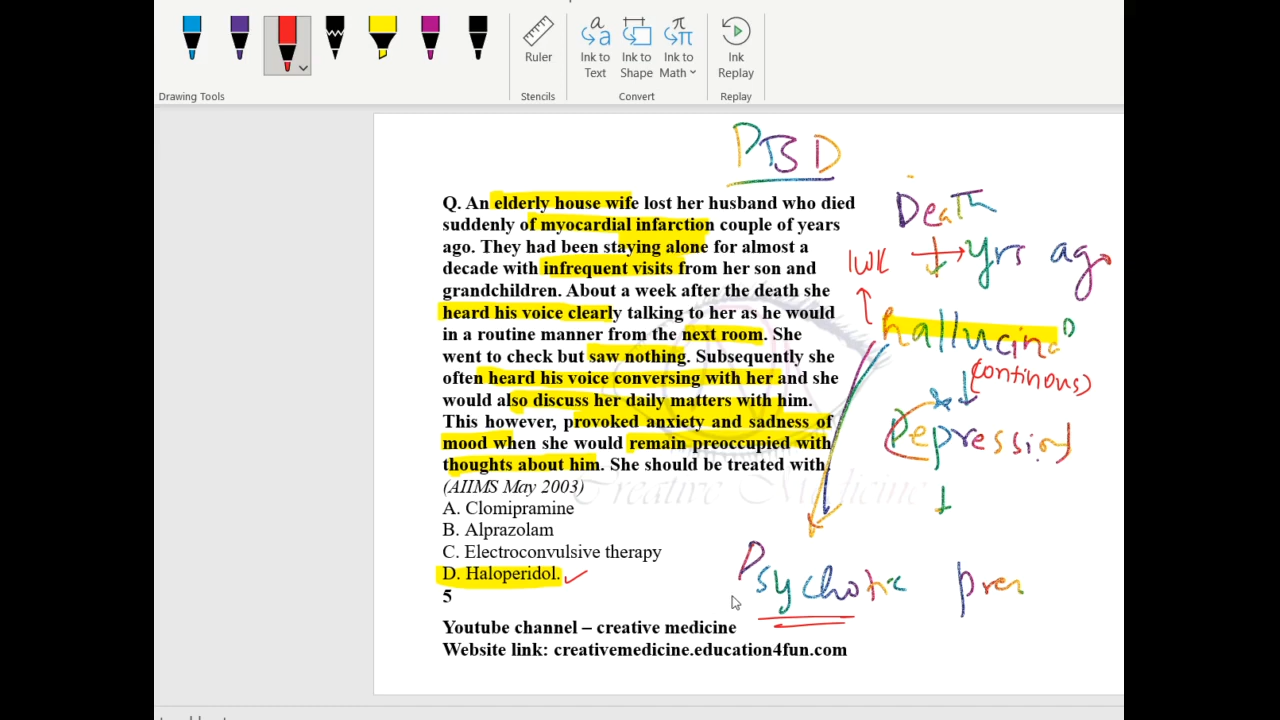 Ruler
Ink to Text
Ink to Shape
Ink to Math
Ink Replay
Drawing Tools
Stencils
Convert
Replay
PBD
Q. An elderly house wife lost her husband who died
suddenly of myocardial infarction couple of years
ago. They had been staying alone for almost a
decade with infrequent visits from her son and
grandchildren. About a week after the death she
heard his voice clearly talking to her as he would
in a routine manner from the next room. She
went to check but saw nothing. Subsequently she
often heard his voice conversing with her and she
would also discuss her daily matters with him.
This however, provoked anxiety and sadness of
mood when she would remain preoccupied with
thoughts about him. She should be treated with.
(AIIMS May 2003)
A. Clomipramine
B. Alprazolam
C. Electroconvulsive therapy
D. Haloperidol.
5
Youtube channel – creative medicine
Website link: creativemedicine.education4fun.com
Death
1WK
yrs ago
(continous)
Depression
Psychotic pres
Creative Medicine